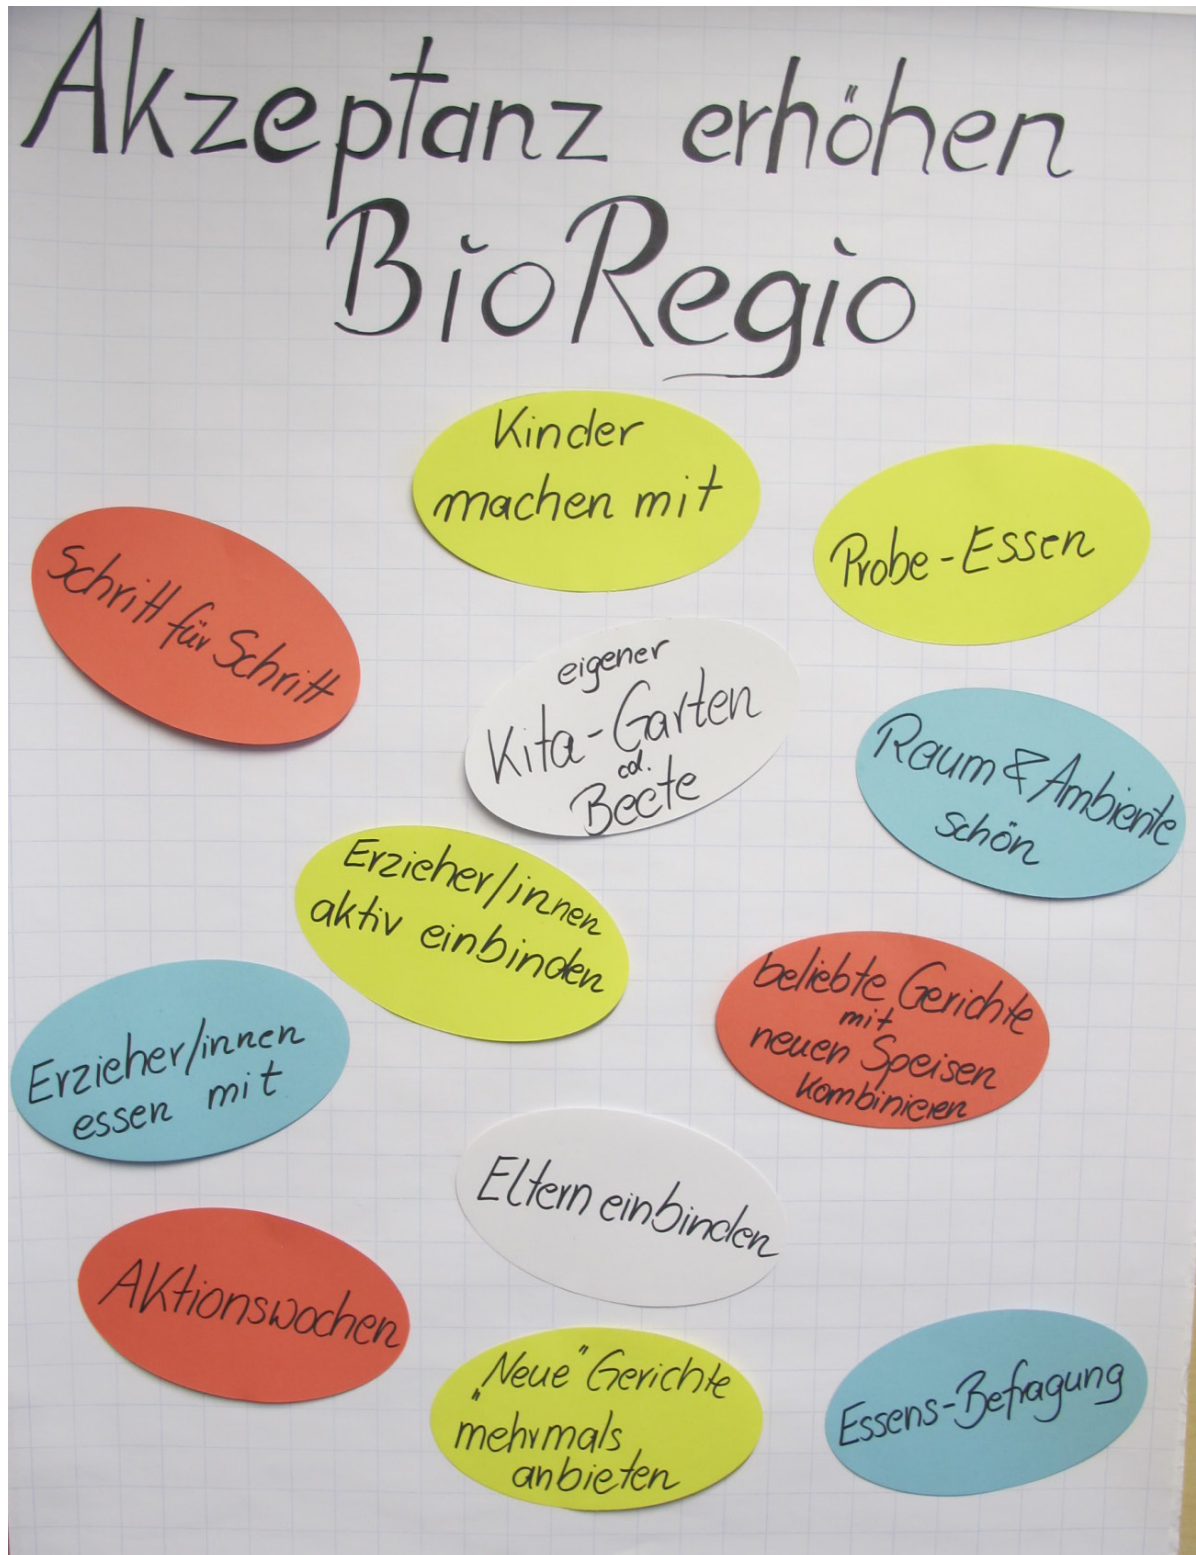 Akzeptanz erhöhen
BioRegio
Kinder
machen mit
Probe-Essen
Schritt für Schritt
eigener
Kita-Garten
od.
Beete
Raum & Ambiente
schön
Erzieher/innen
aktiv einbinden
beliebte Gerichte
mit
neuen Speisen
kombinieren
Erzieher/innen
essen mit
Eltern einbinden
Aktionswochen
„Neue" Gerichte
mehrmals
anbieten
Essens-Befragung